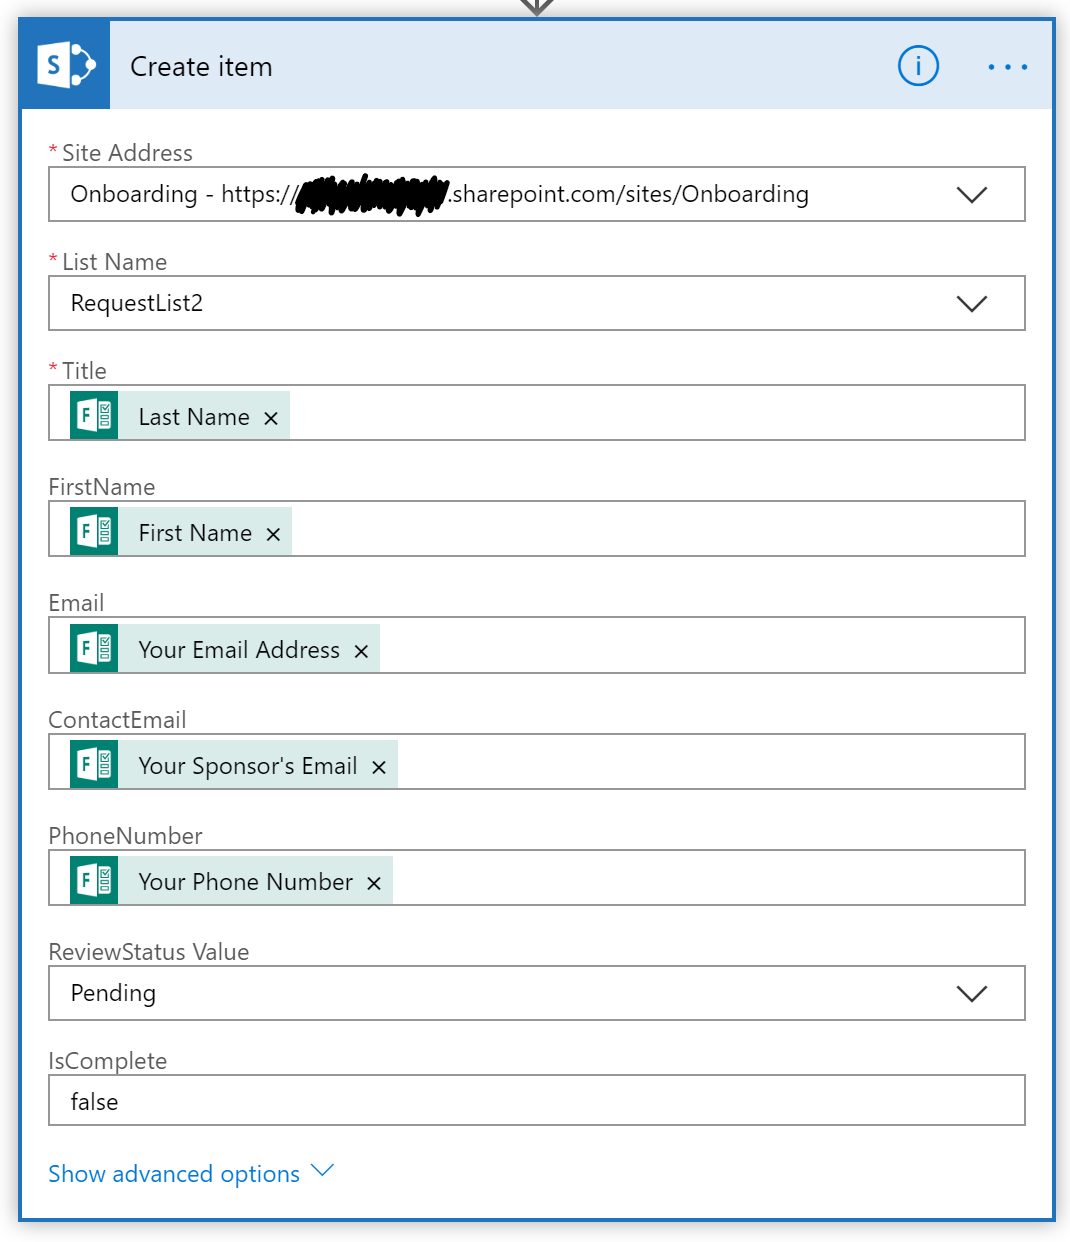 S
Create item
i
...
* Site Address
Onboarding - https:// .sharepoint.com/sites/Onboarding
* List Name
RequestList2
* Title
F Last Name ×
FirstName
F First Name ×
Email
F Your Email Address ×
ContactEmail
F Your Sponsor's Email ×
PhoneNumber
F Your Phone Number ×
ReviewStatus Value
Pending
IsComplete
false
Show advanced options